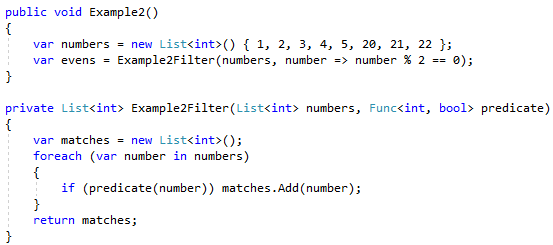 public void Example2()
{
    var numbers = new List<int>() { 1, 2, 3, 4, 5, 20, 21, 22 };
    var evens = Example2Filter(numbers, number => number % 2 == 0);
}

private List<int> Example2Filter(List<int> numbers, Func<int, bool> predicate)
{
    var matches = new List<int>();
    foreach (var number in numbers)
    {
        if (predicate(number)) matches.Add(number);
    }
    return matches;
}